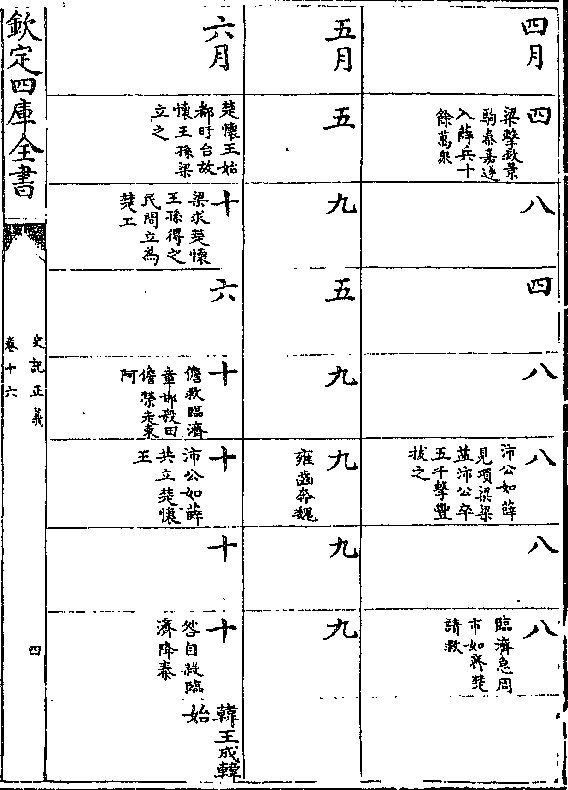 四月
四
梁擊殺景
駒秦嘉遂
入薛兵十
餘萬衆
八
四
八
八
沛公如薛
見項梁梁
益沛公卒
五千擊豐
拔之
八
八
臨濟急周
市如齊楚
請救
五月
五
九
五
九
九
雍齒奔魏
九
九
六月
楚懷王始
都盱台故
懷王孫梁
立之
十
梁求楚懷
王孫得之
民間立為
楚王
六
十
儋救臨濟
章邯殺田
儋榮走東
阿
十
沛公如薛
共立楚懷
王
十
十
咎自殺臨
濟降秦
韓王成韓
始
欽定四庫全書
史記正義
卷十六
四